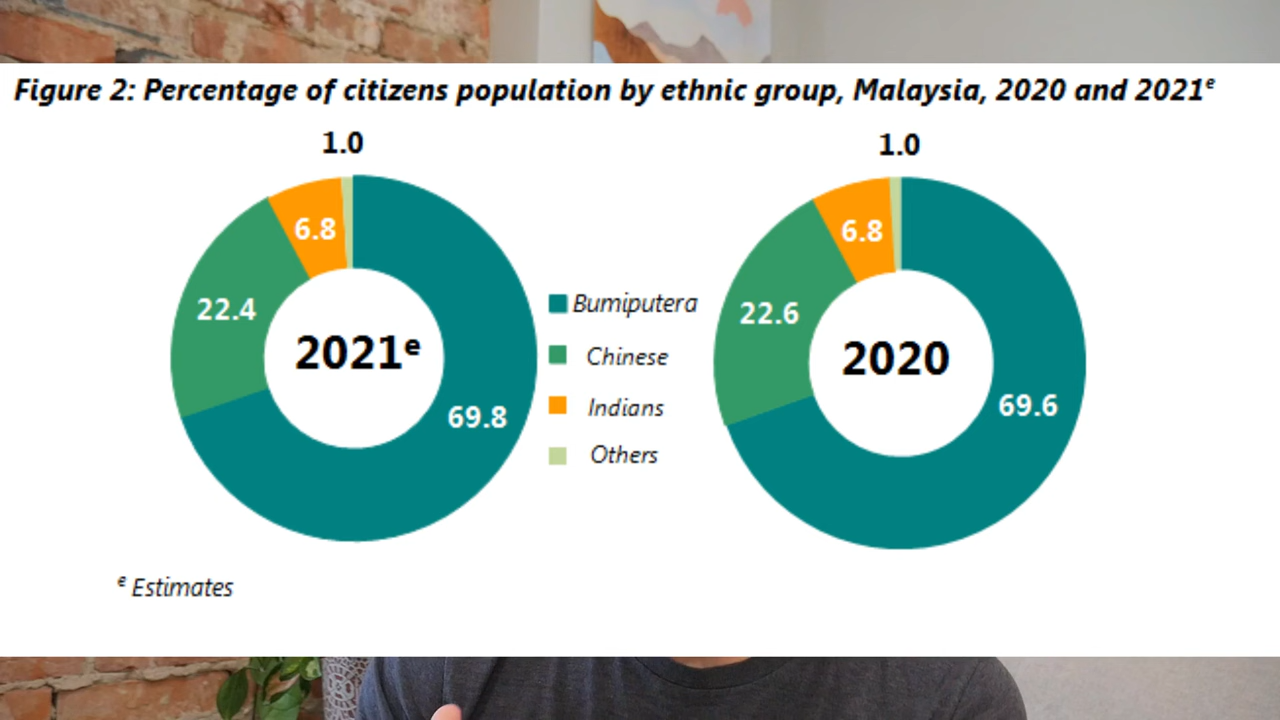 Figure 2: Percentage of citizens population by ethnic group, Malaysia, 2020 and 2021ᵉ
1.0
6.8
22.4
2021ᵉ
69.8
Bumiputera
Chinese
Indians
Others
1.0
6.8
22.6
2020
69.6
ᵉ Estimates